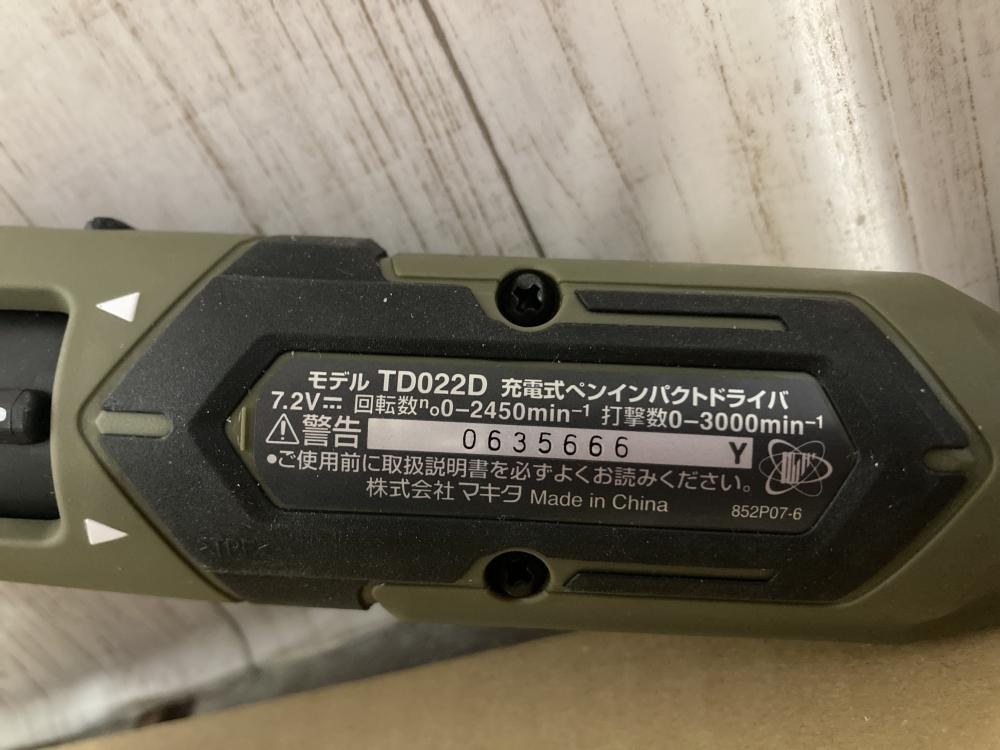 モデル TD022D 充電式ペンインパクトドライバ
7.2V⎓ 回転数n₀0-2450min⁻¹ 打撃数0-3000min⁻¹
⚠警告 0635666 Y
●ご使用前に取扱説明書を必ずよくお読みください。
株式会社 マキタ Made in China 852P07-6
>TPE<